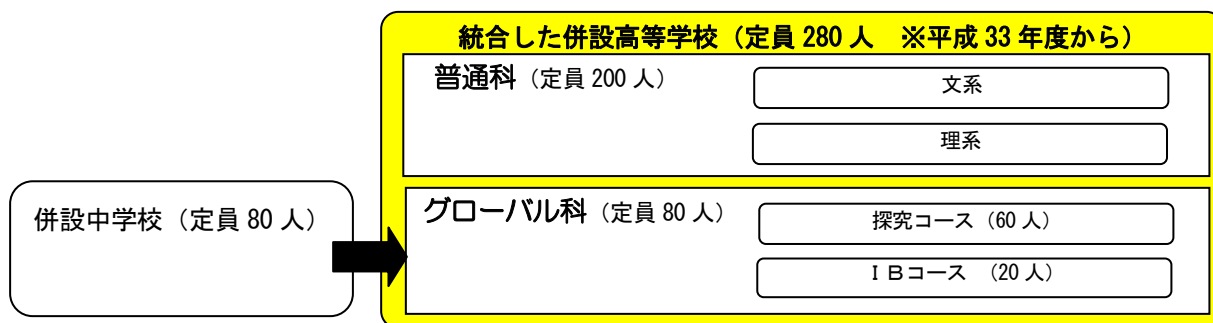 統合した併設高等学校（定員 280 人　※平成 33 年度から）
普通科（定員 200 人）
文系
理系
併設中学校（定員 80 人）
グローバル科（定員 80 人）
探究コース（60 人）
ＩＢコース　（20 人）